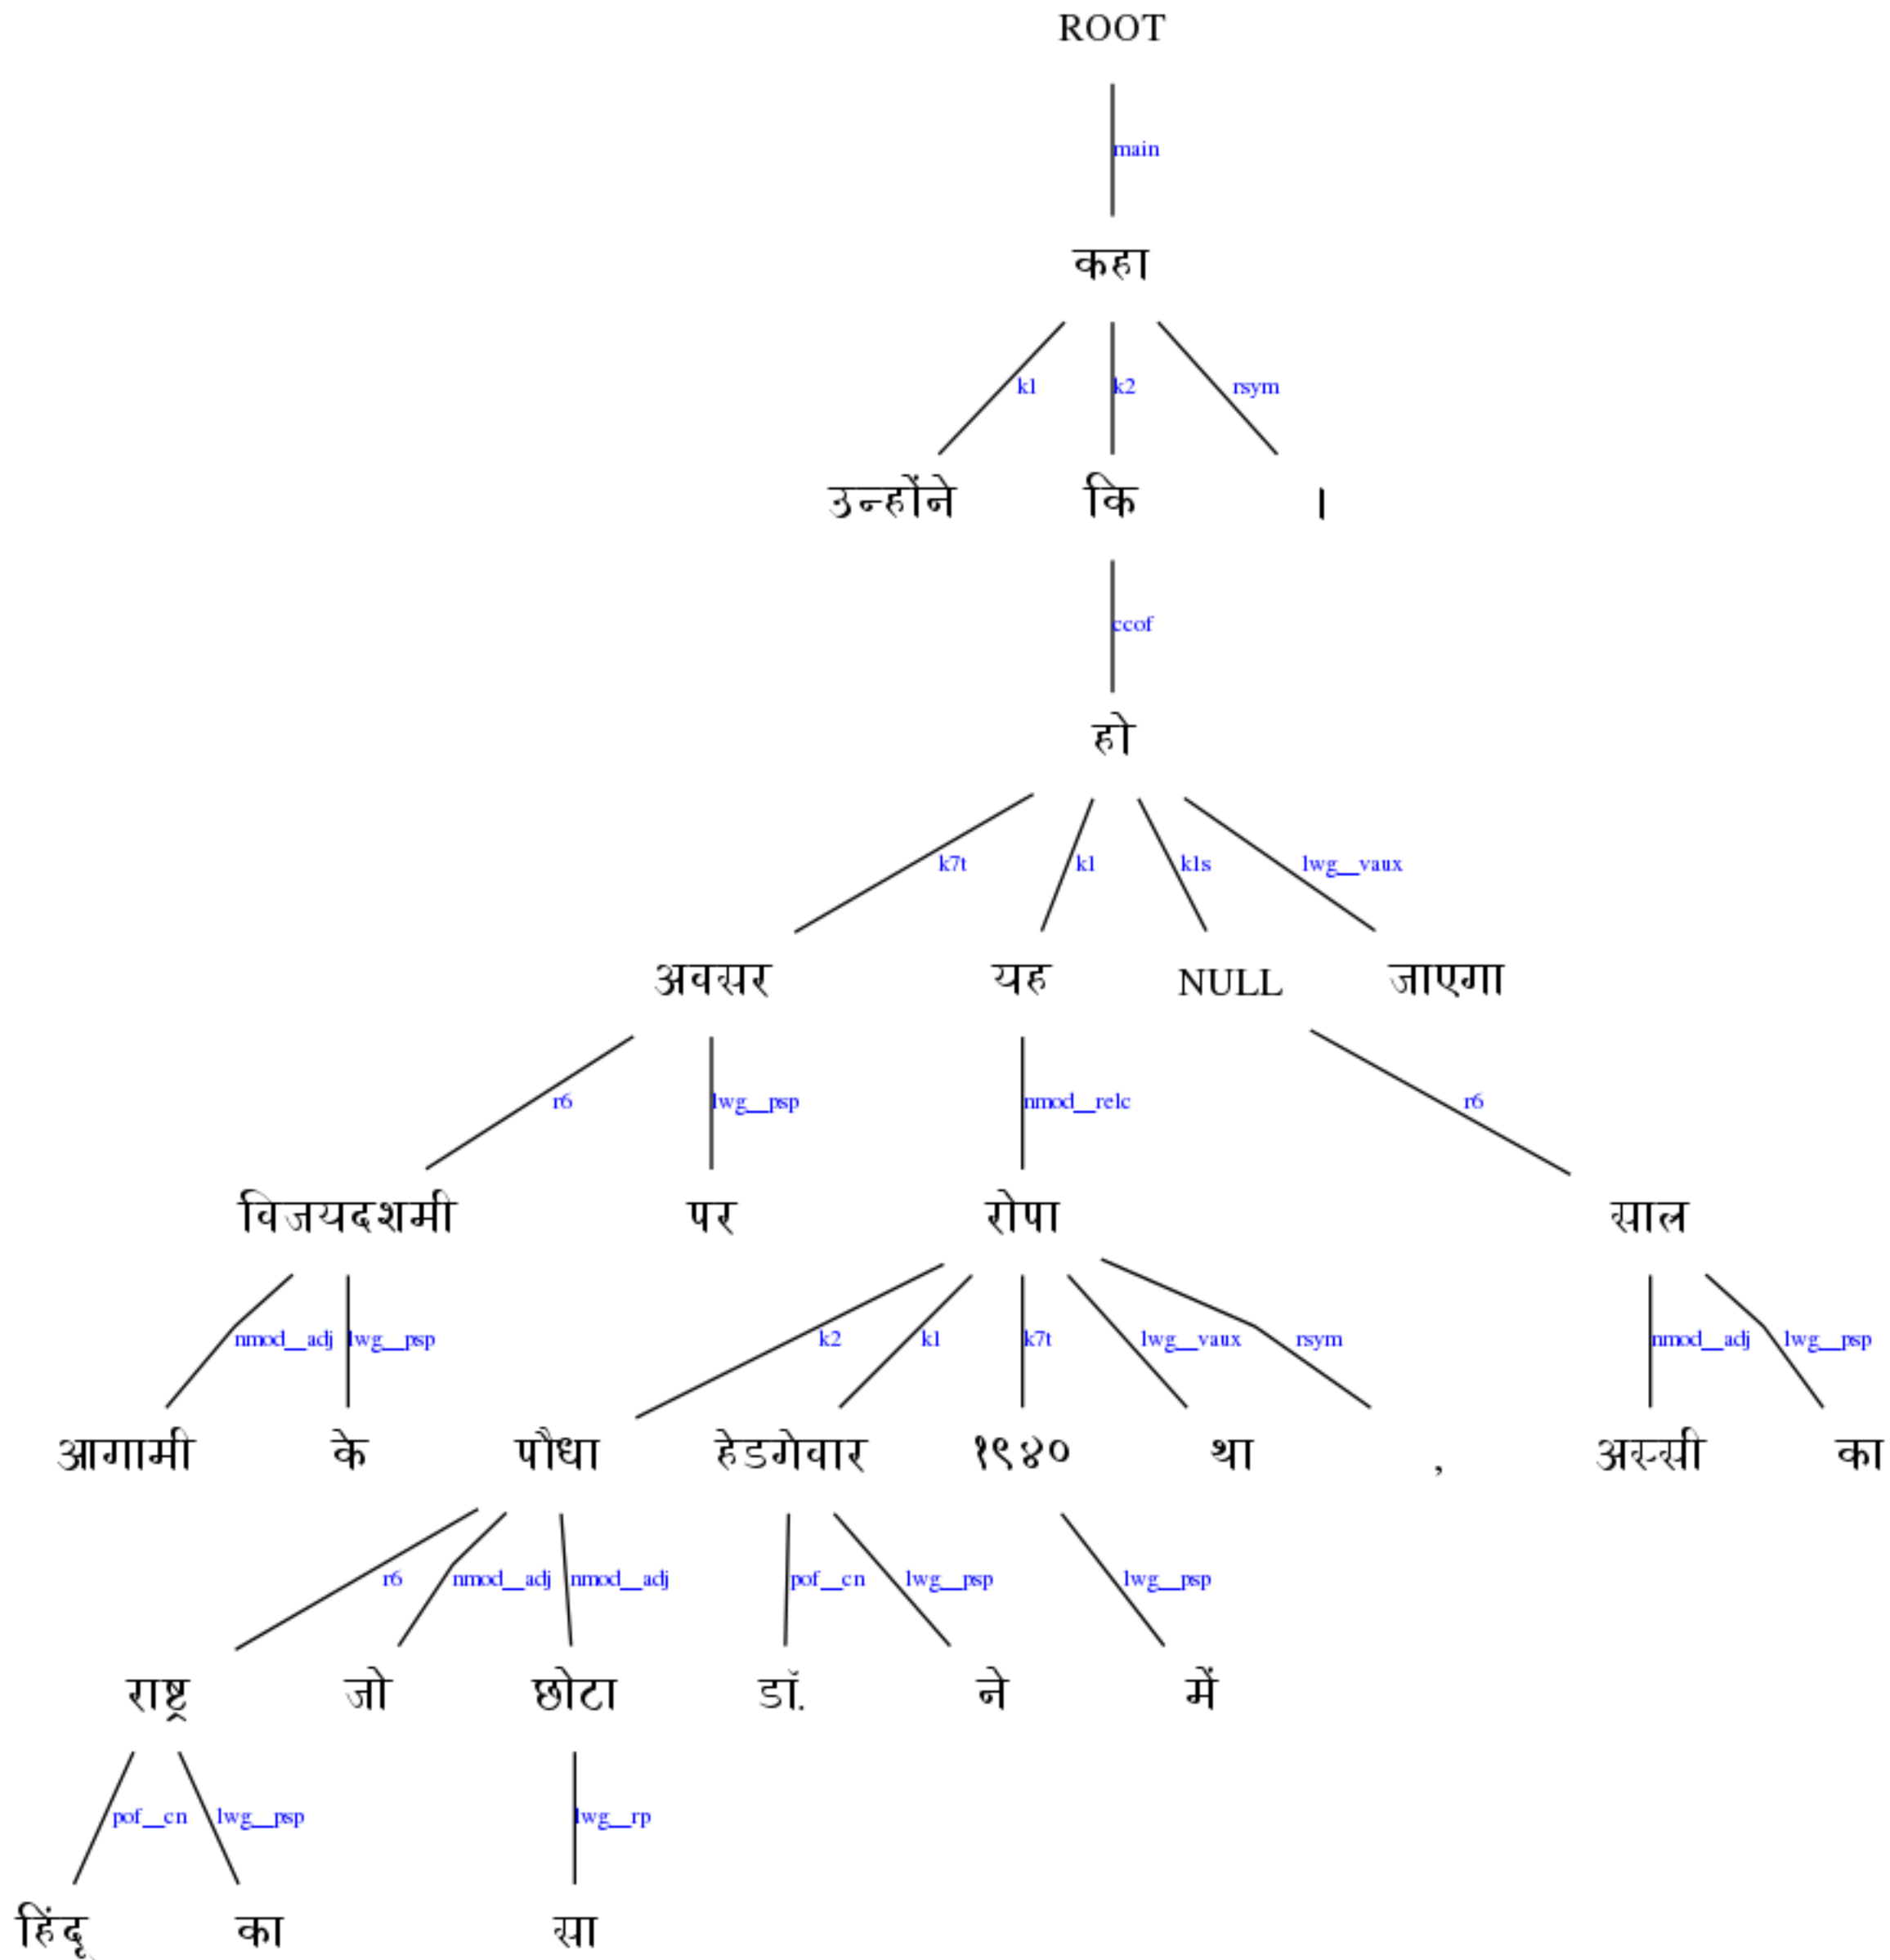 ROOT
main
कहा
k1 k2 rsym
उन्होंने कि ।
ccof
हो
k7t k1 k1s lwg__vaux
अवसर यह NULL जाएगा
r6 lwg__psp nmod__relc r6
विजयदशमी पर रोपा साल
nmod__adj lwg__psp k2 k1 k7t lwg__vaux rsym nmod__adj lwg__psp
आगामी के पौधा हेडगेवार १९४० था , अस्सी का
r6 nmod__adj nmod__adj pof__cn lwg__psp lwg__psp
राष्ट्र जो छोटा डॉ. ने में
pof__cn lwg__psp lwg__rp
हिंदू का सा